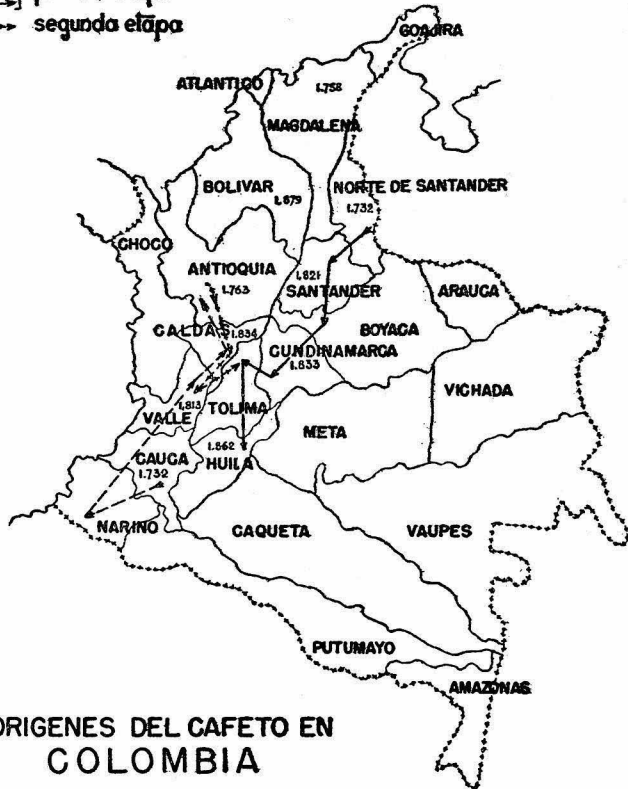 segunda etapa
GOAJIRA
ATLANTICO
1.758
MAGDALENA
BOLIVAR
NORTE DE SANTANDER
1.679
1.732
CHOCO
ANTIOQUIA
1.821
1.763
SANTANDER
ARAUCA
CALDAS
1.834
BOYACA
CUNDINAMARCA
1.833
VICHADA
1.813
TOLIMA
VALLE
META
CAUCA
1.862
HUILA
1.732
NARINO
CAQUETA
VAUPES
PUTUMAYO
AMAZONAS
ORIGENES DEL CAFETO EN
COLOMBIA